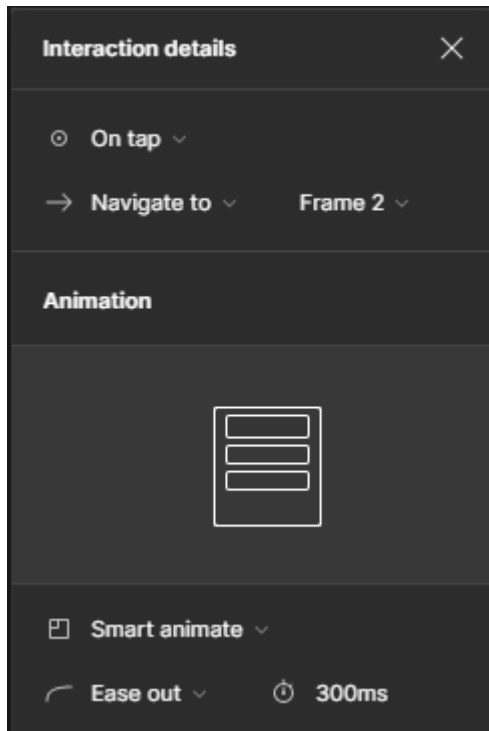 Interaction details
On tap
Navigate to Frame 2
Animation
Smart animate
Ease out 300ms